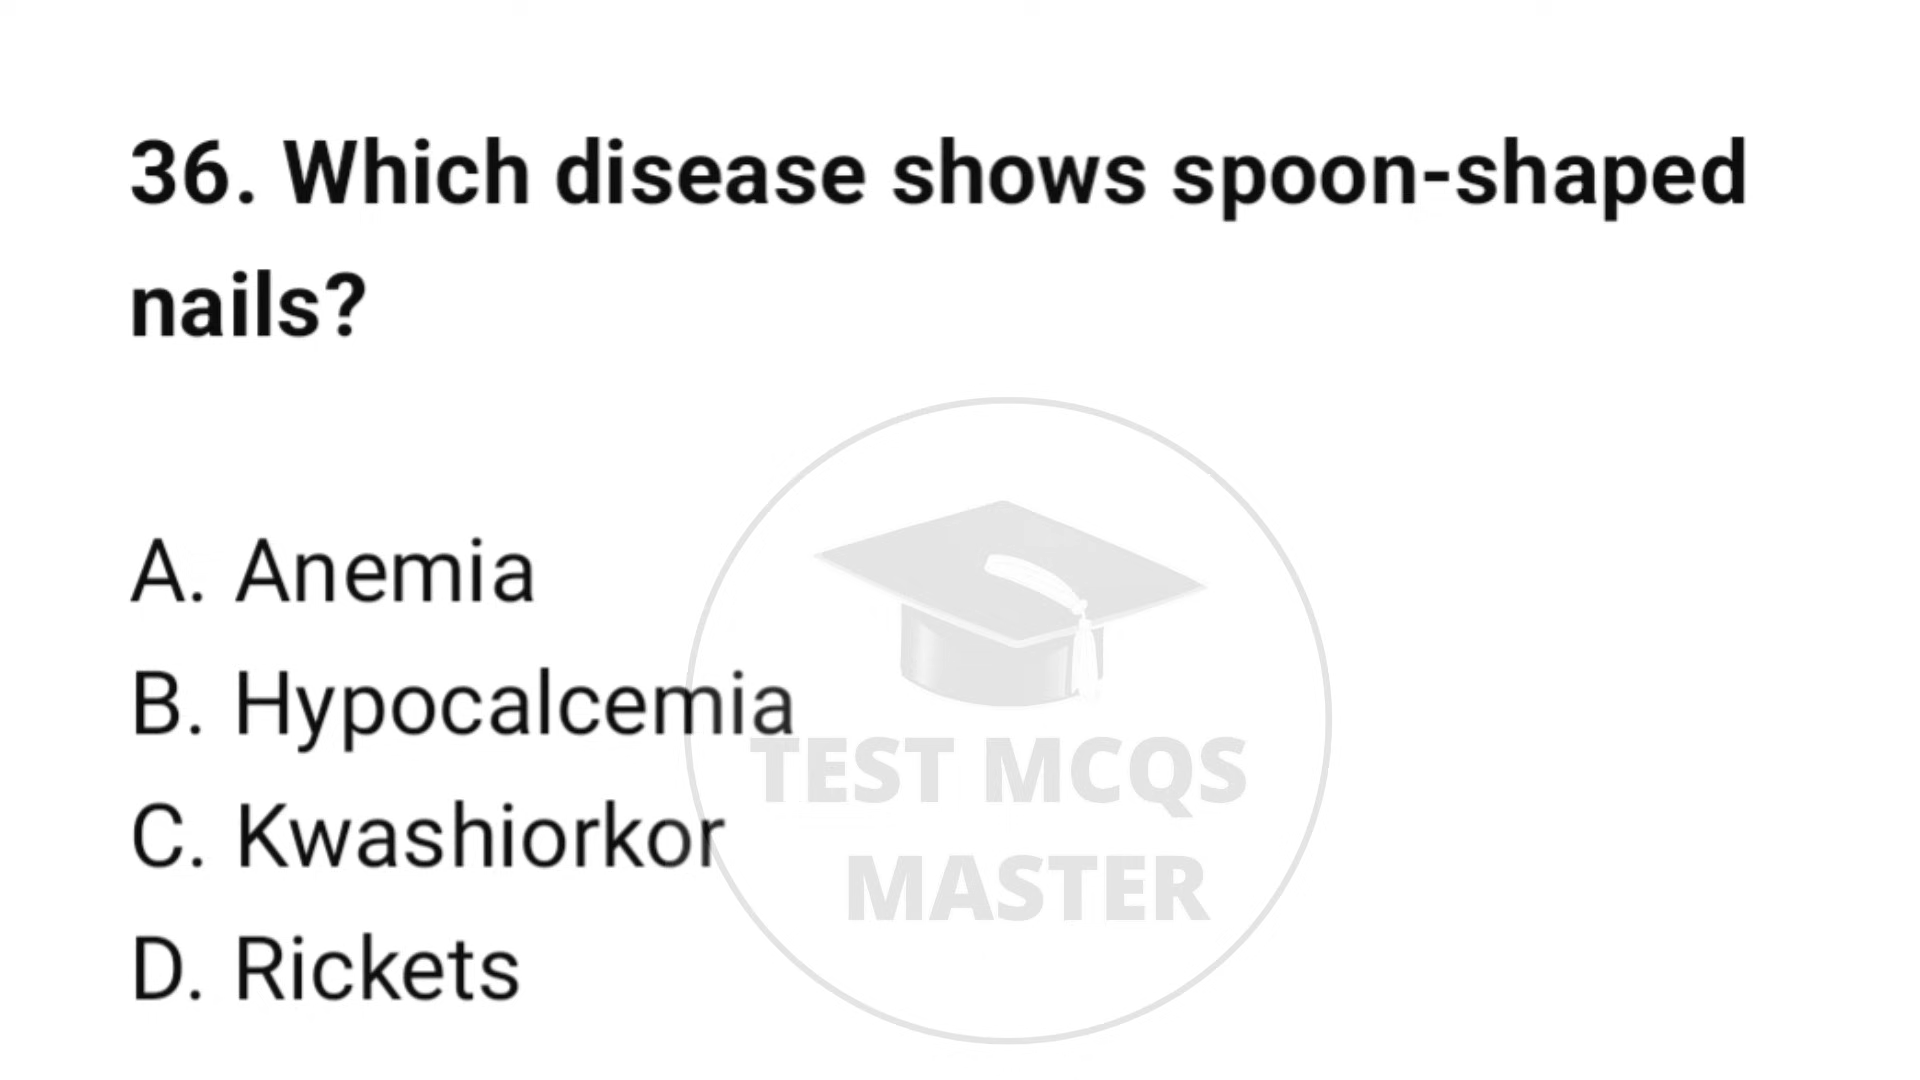 36. Which disease shows spoon-shaped
nails?
A. Anemia
B. Hypocalcemia
C. Kwashiorkor
D. Rickets
TEST MCQS
MASTER